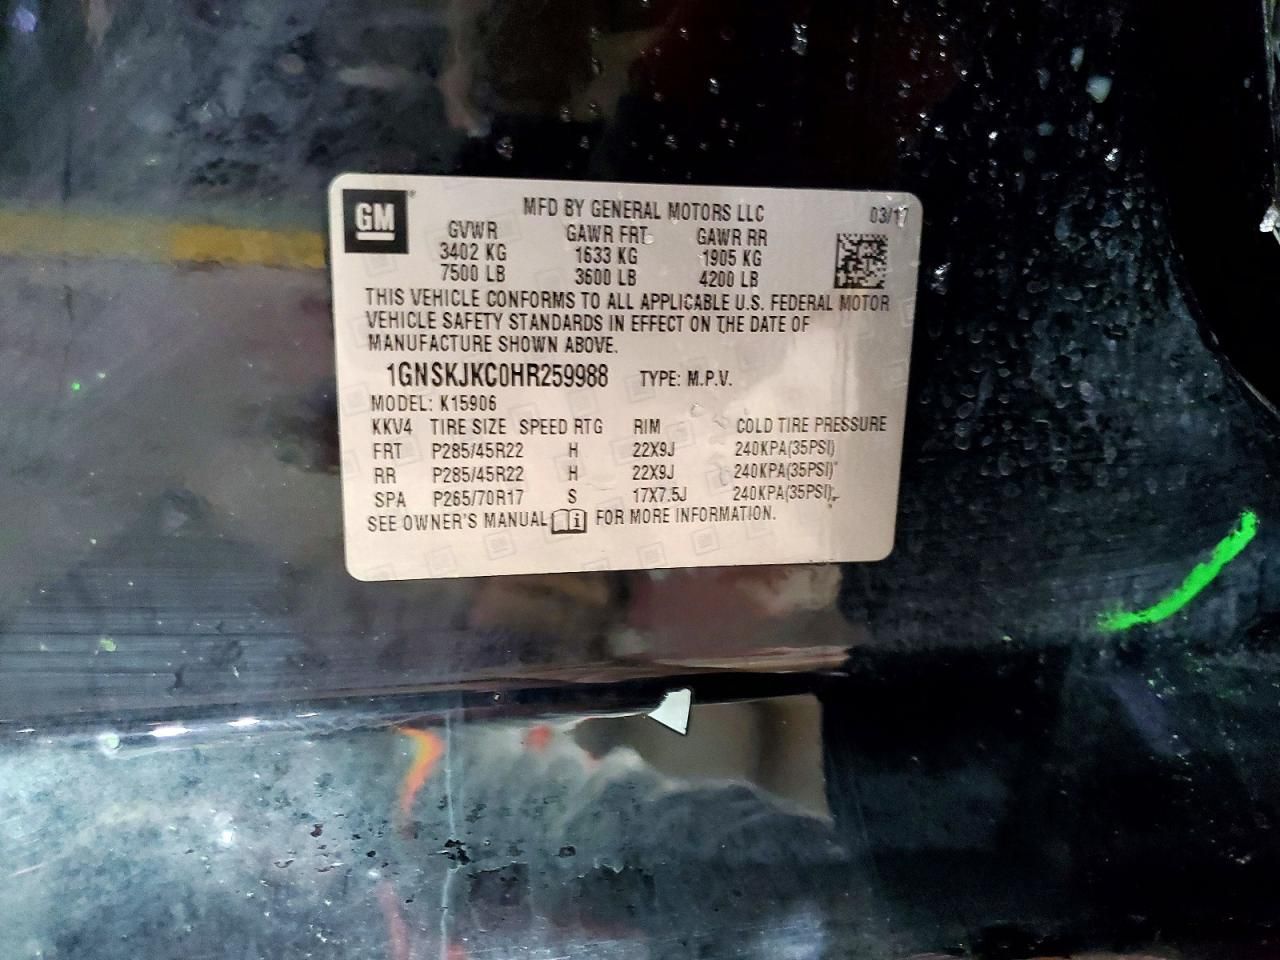 GM® MFD BY GENERAL MOTORS LLC 03/17
GVWR GAWR FRT GAWR RR
3402 KG 1633 KG 1905 KG
7500 LB 3600 LB 4200 LB
THIS VEHICLE CONFORMS TO ALL APPLICABLE U.S. FEDERAL MOTOR
VEHICLE SAFETY STANDARDS IN EFFECT ON THE DATE OF
MANUFACTURE SHOWN ABOVE.
1GNSKJKC0HR259988 TYPE: M.P.V.
MODEL: K15906
KKV4 TIRE SIZE SPEED RTG RIM COLD TIRE PRESSURE
FRT P285/45R22 H 22X9J 240KPA(35PSI)
RR P285/45R22 H 22X9J 240KPA(35PSI)
SPA P265/70R17 S 17X7.5J 240KPA(35PSI)
SEE OWNER'S MANUAL FOR MORE INFORMATION.